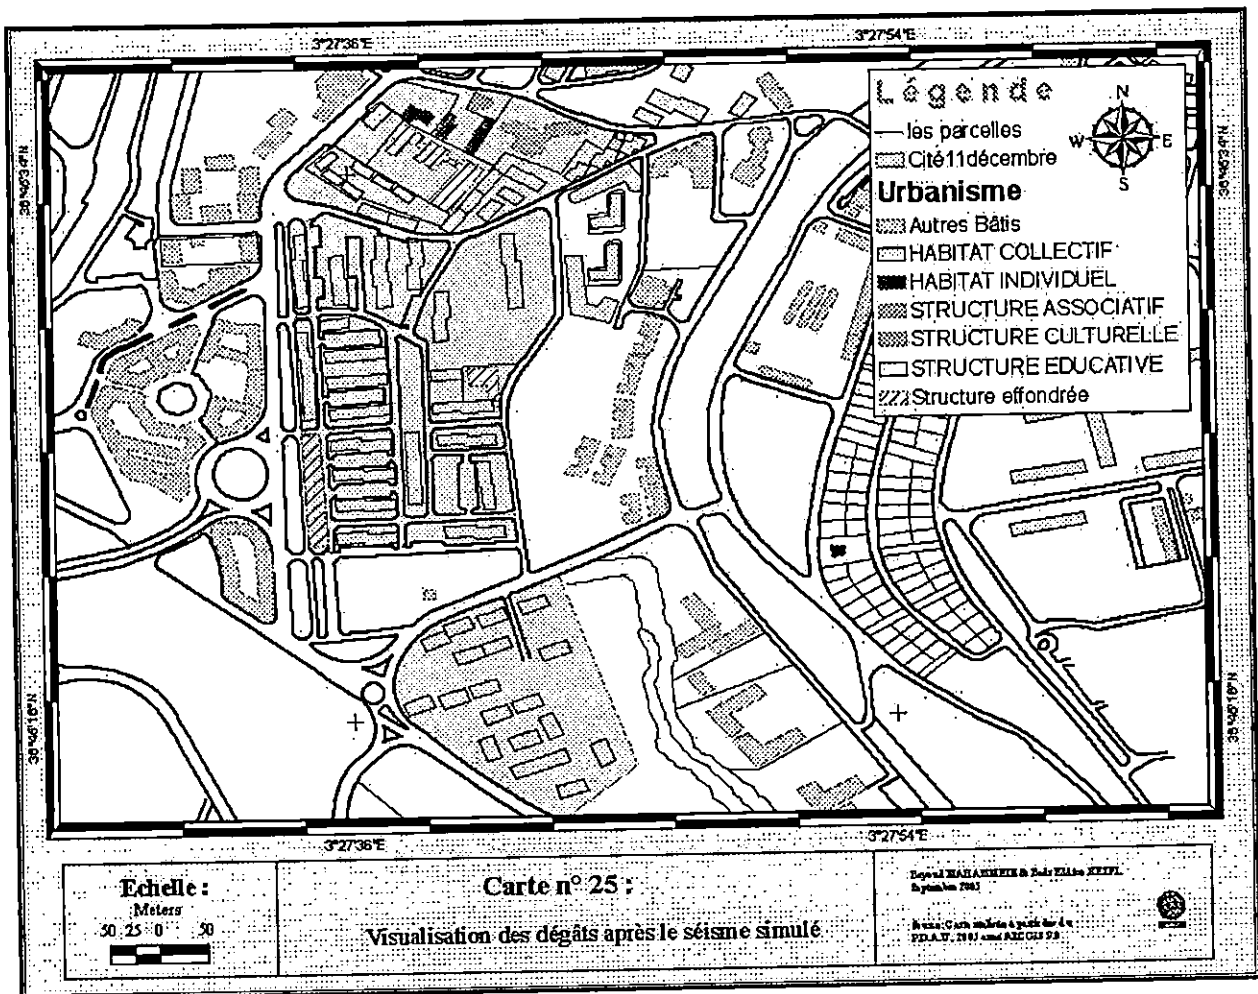 3°27'36"E
3°27'54"E
Légende
N
W
E
S
les parcelles
Cité11décembre
Urbanisme
Autres Bâtis
HABITAT COLLECTIF
HABITAT INDIVIDUEL
STRUCTURE ASSOCIATIF
STRUCTURE CULTURELLE
STRUCTURE EDUCATIVE
Structure effondrée
3°27'36"E
3°27'54"E
Echelle :
Meters
50 25 0 50
Carte n° 25 :
Visualisation des dégâts après le séisme simulé